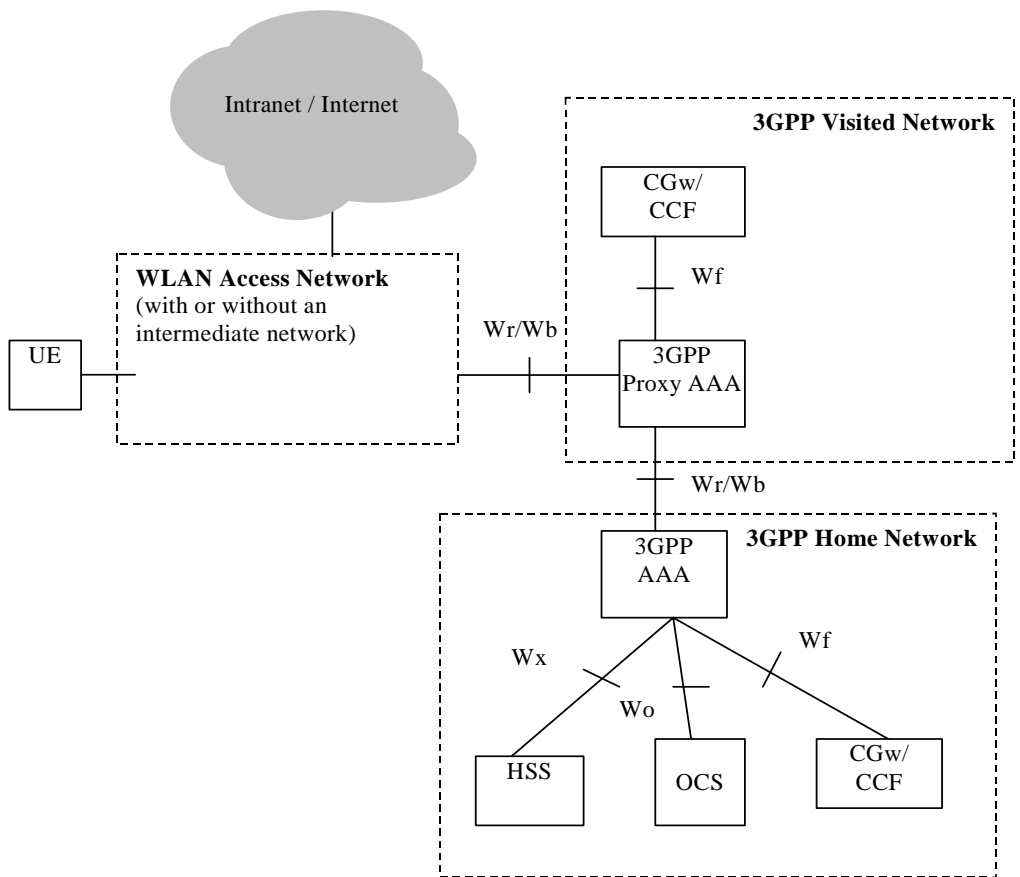 Intranet / Internet
3GPP Visited Network
CGw/
CCF
Wf
WLAN Access Network
(with or without an
intermediate network)
Wr/Wb
UE
3GPP
Proxy AAA
Wr/Wb
3GPP Home Network
3GPP
AAA
Wx
Wo
Wf
HSS
OCS
CGw/
CCF